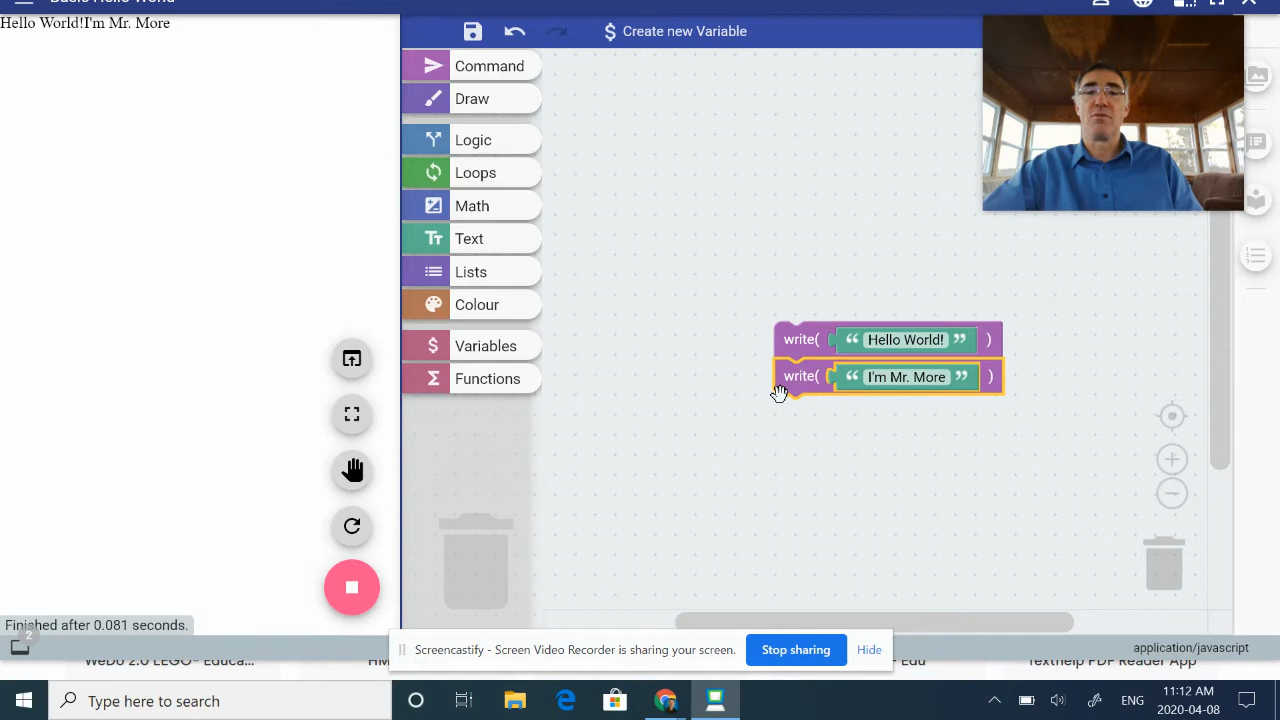 Basic Hello World
Hello World!I'm Mr. More
Create new Variable
Command
Draw
Logic
Loops
Math
Text
Lists
Colour
Variables
Functions
write( “ Hello World! ” )
write( “ I'm Mr. More ” )
Finished after 0.081 seconds.
2
application/javascript
Screencastify - Screen Video Recorder is sharing your screen.
Stop sharing
Hide
WeDo 2.0 LEGO® Educa...
HM
Edu
Texthelp PDF Reader App
Type here to search
ENG
11:12 AM
2020-04-08